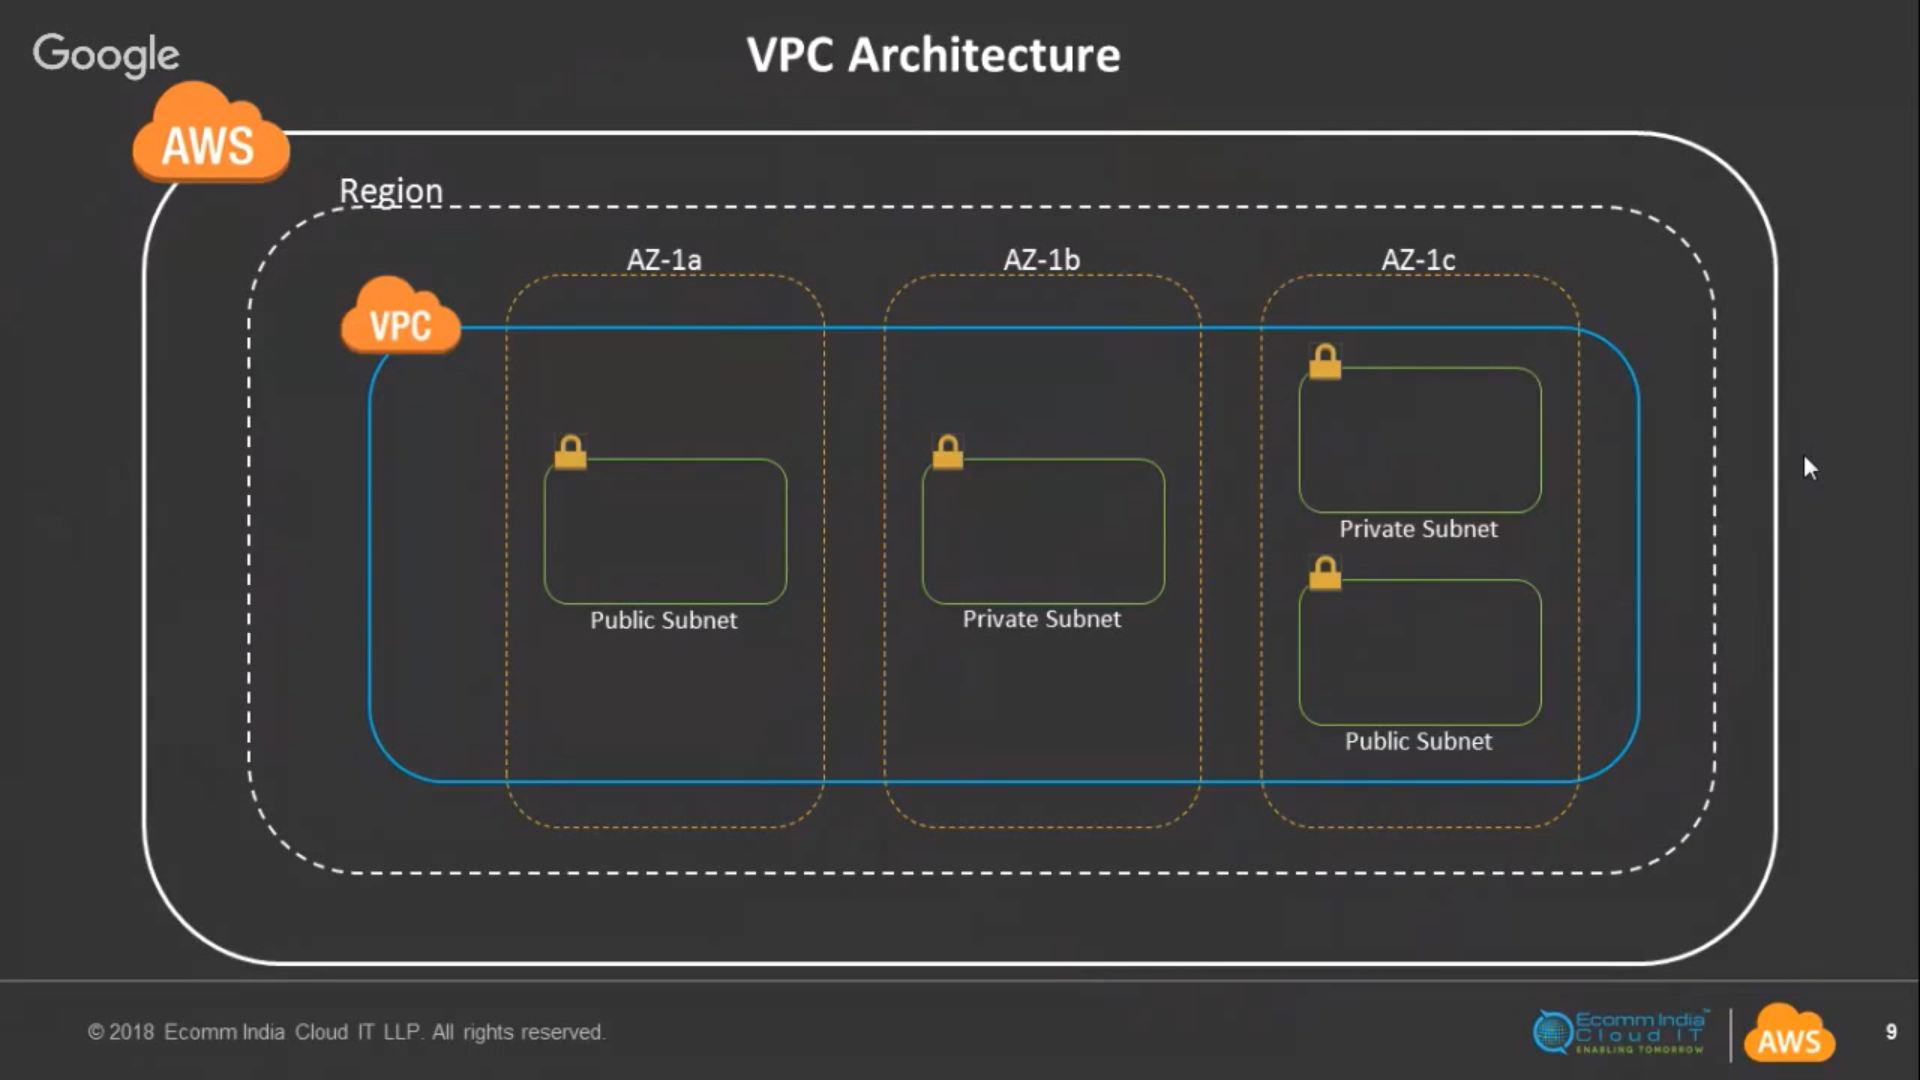 Google
VPC Architecture
AWS
Region
AZ-1a
AZ-1b
AZ-1c
VPC
Private Subnet
Public Subnet
Private Subnet
Public Subnet
© 2018 Ecomm India Cloud IT LLP. All rights reserved.
Ecomm India™
Cloud IT
ENABLING TOMORROW
AWS
9